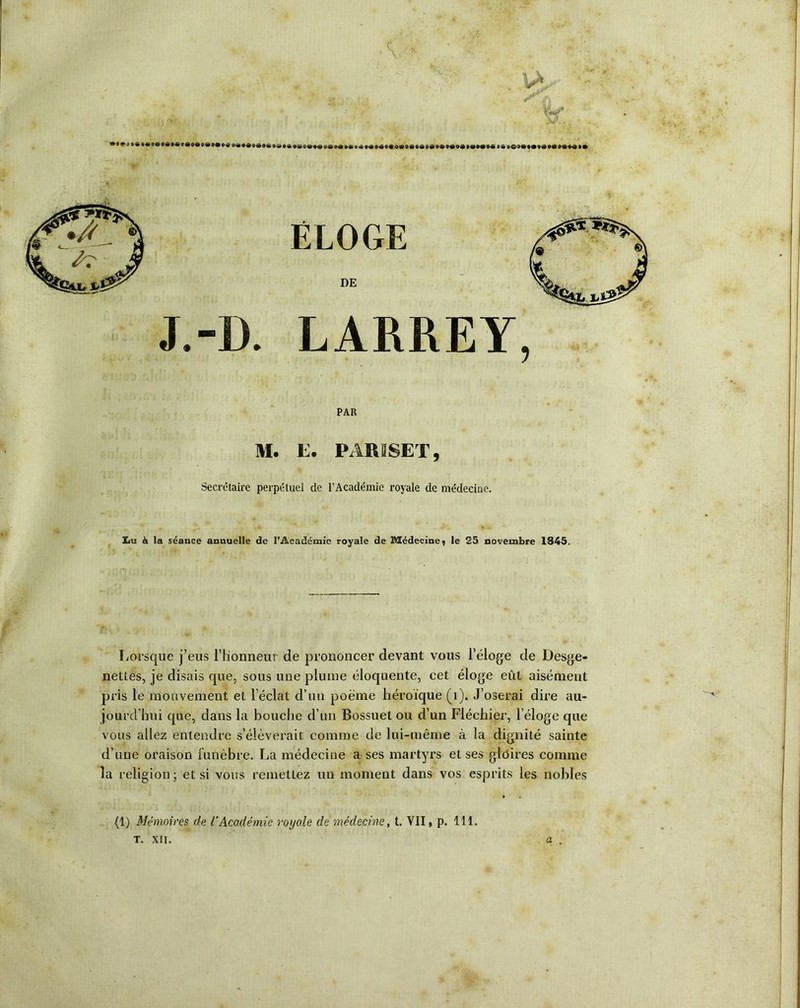 ÉLOGE
DE
J.-D. LARREY,
PAR
M. E. PARISET,
Secrétaire perpétuel de l'Académie royale de médecine.
Lu à la séance annuelle de l'Académie royale de Médecine, le 25 novembre 1845.
Lorsque j'eus l'honneur de prononcer devant vous l'éloge de Desge-
nettes, je disais que, sous une plume éloquente, cet éloge eût aisément
pris le mouvement et l'éclat d'un poëme héroïque (1). J'oserai dire au-
jourd'hui que, dans la bouche d'un Bossuet ou d'un Fléchier, l'éloge que
vous allez entendre s'élèverait comme de lui-même à la dignité sainte
d'une oraison funèbre. La médecine a ses martyrs et ses gloires comme
la religion; et si vous remettez un moment dans vos esprits les nobles
(1) Mémoires de l'Académie royale de médecine, t. VII, p. 111.
T. XII. a .